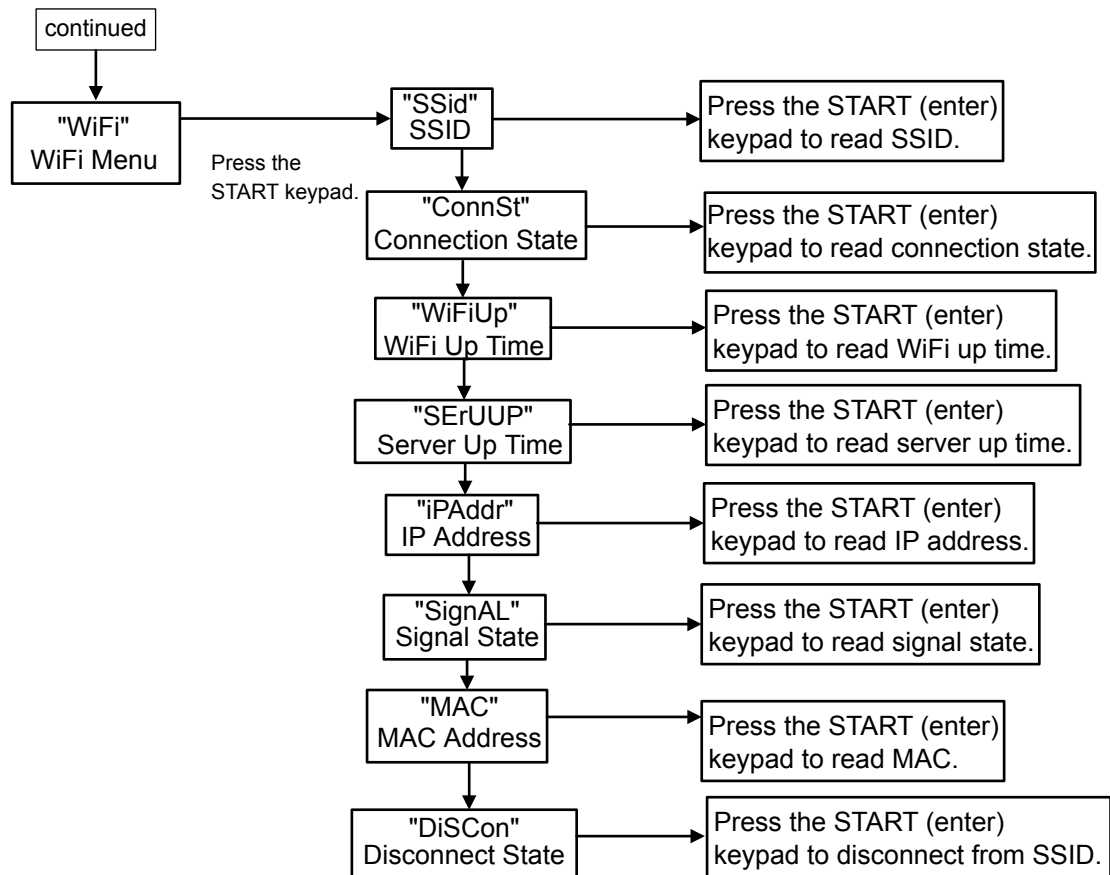 continued
"WiFi"
WiFi Menu
Press the
START keypad.
"SSid"
SSID
Press the START (enter)
keypad to read SSID.
"ConnSt"
Connection State
Press the START (enter)
keypad to read connection state.
"WiFiUp"
WiFi Up Time
Press the START (enter)
keypad to read WiFi up time.
"SErUUP"
Server Up Time
Press the START (enter)
keypad to read server up time.
"iPAddr"
IP Address
Press the START (enter)
keypad to read IP address.
"SignAL"
Signal State
Press the START (enter)
keypad to read signal state.
"MAC"
MAC Address
Press the START (enter)
keypad to read MAC.
"DiSCon"
Disconnect State
Press the START (enter)
keypad to disconnect from SSID.